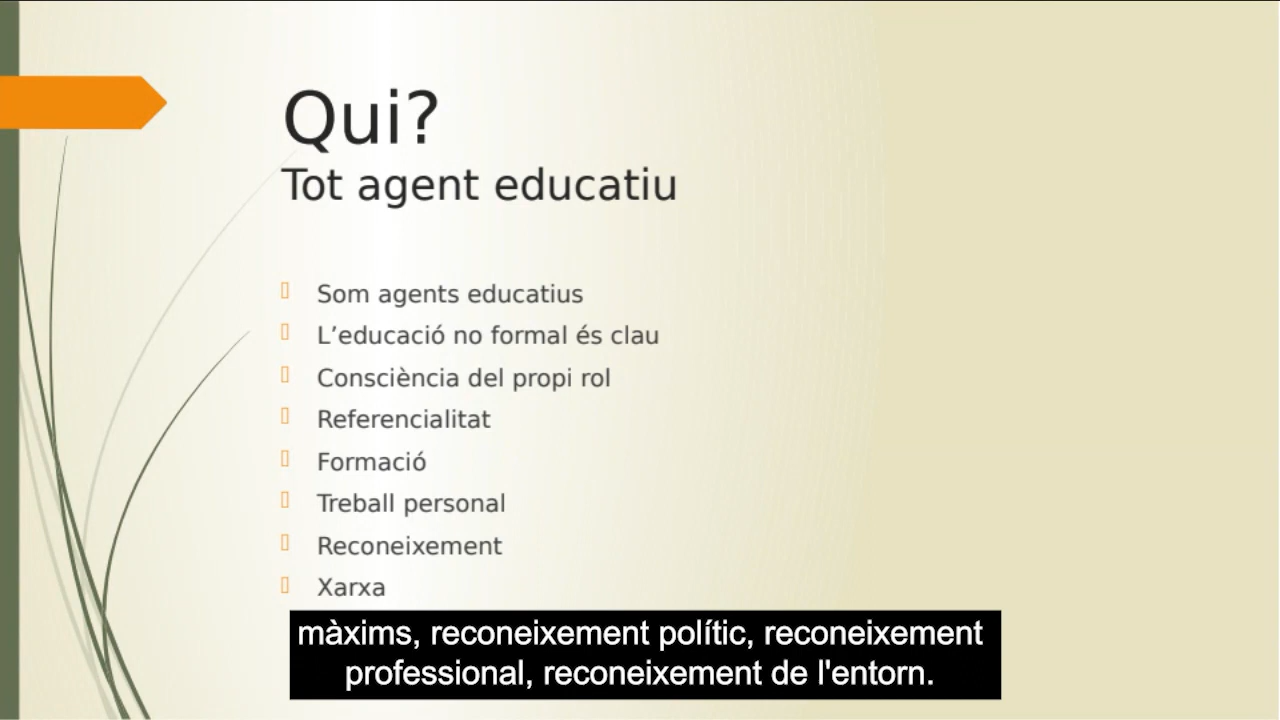 Qui?
Tot agent educatiu
Som agents educatius
L’educació no formal és clau
Consciència del propi rol
Referencialitat
Formació
Treball personal
Reconeixement
Xarxa
màxims, reconeixement polític, reconeixement
professional, reconeixement de l'entorn.